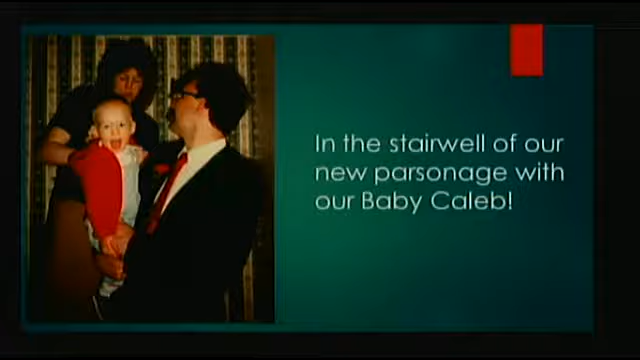 In the stairwell of our
new parsonage with
our Baby Caleb!